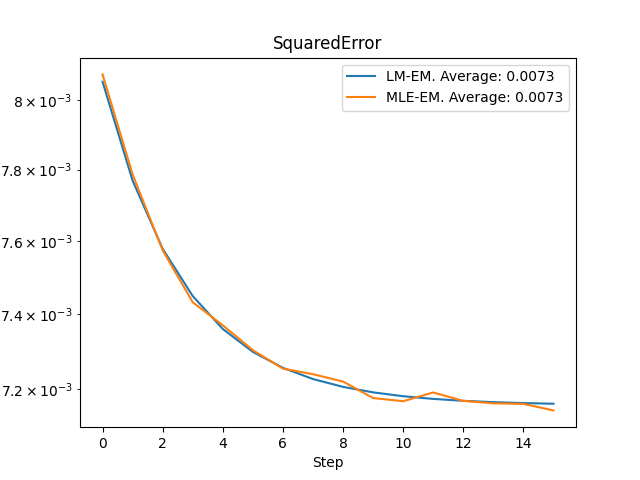 SquaredError
LM-EM. Average: 0.0073
MLE-EM. Average: 0.0073
8 × 10⁻³
7.8 × 10⁻³
7.6 × 10⁻³
7.4 × 10⁻³
7.2 × 10⁻³
0 2 4 6 8 10 12 14
Step